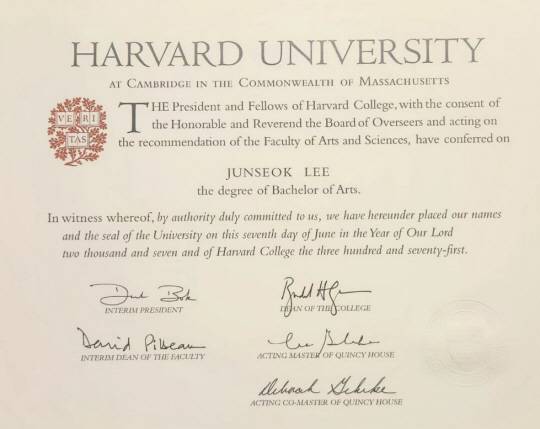 HARVARD UNIVERSITY
AT CAMBRIDGE IN THE COMMONWEALTH OF MASSACHUSETTS
VE RI
TAS
THE President and Fellows of Harvard College, with the consent of
the Honorable and Reverend the Board of Overseers and acting on
the recommendation of the Faculty of Arts and Sciences, have conferred on
JUNSEOK LEE
the degree of Bachelor of Arts.
In witness whereof, by authority duly committed to us, we have hereunder placed our names
and the seal of the University on this seventh day of June in the Year of Our Lord
two thousand and seven and of Harvard College the three hundred and seventy-first.
INTERIM PRESIDENT
DEAN OF THE COLLEGE
David Pilbeam
INTERIM DEAN OF THE FACULTY
ACTING MASTER OF QUINCY HOUSE
Deborah
ACTING CO-MASTER OF QUINCY HOUSE